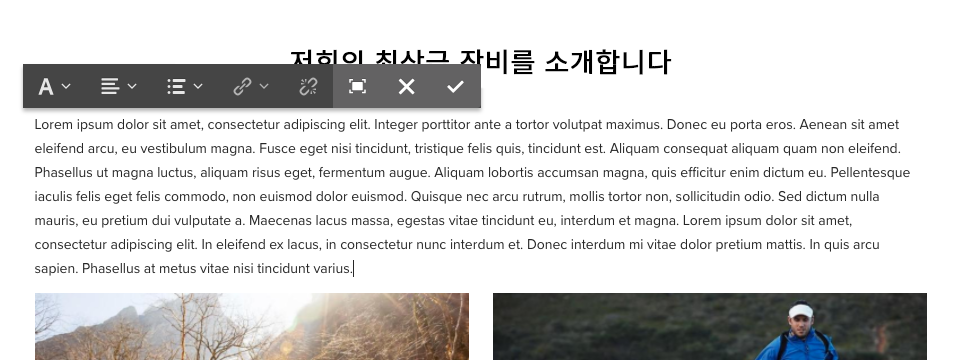 저희의 최상급 장비를 소개합니다
A
Lorem ipsum dolor sit amet, consectetur adipiscing elit. Integer porttitor ante a tortor volutpat maximus. Donec eu porta eros. Aenean sit amet
eleifend arcu, eu vestibulum magna. Fusce eget nisi tincidunt, tristique felis quis, tincidunt est. Aliquam consequat aliquam quam non eleifend.
Phasellus ut magna luctus, aliquam risus eget, fermentum augue. Aliquam lobortis accumsan magna, quis efficitur enim dictum eu. Pellentesque
iaculis felis eget felis commodo, non euismod dolor euismod. Quisque nec arcu rutrum, mollis tortor non, sollicitudin odio. Sed dictum nulla
mauris, eu pretium dui vulputate a. Maecenas lacus massa, egestas vitae tincidunt eu, interdum et magna. Lorem ipsum dolor sit amet,
consectetur adipiscing elit. In eleifend ex lacus, in consectetur nunc interdum et. Donec interdum mi vitae dolor pretium mattis. In quis arcu
sapien. Phasellus at metus vitae nisi tincidunt varius.